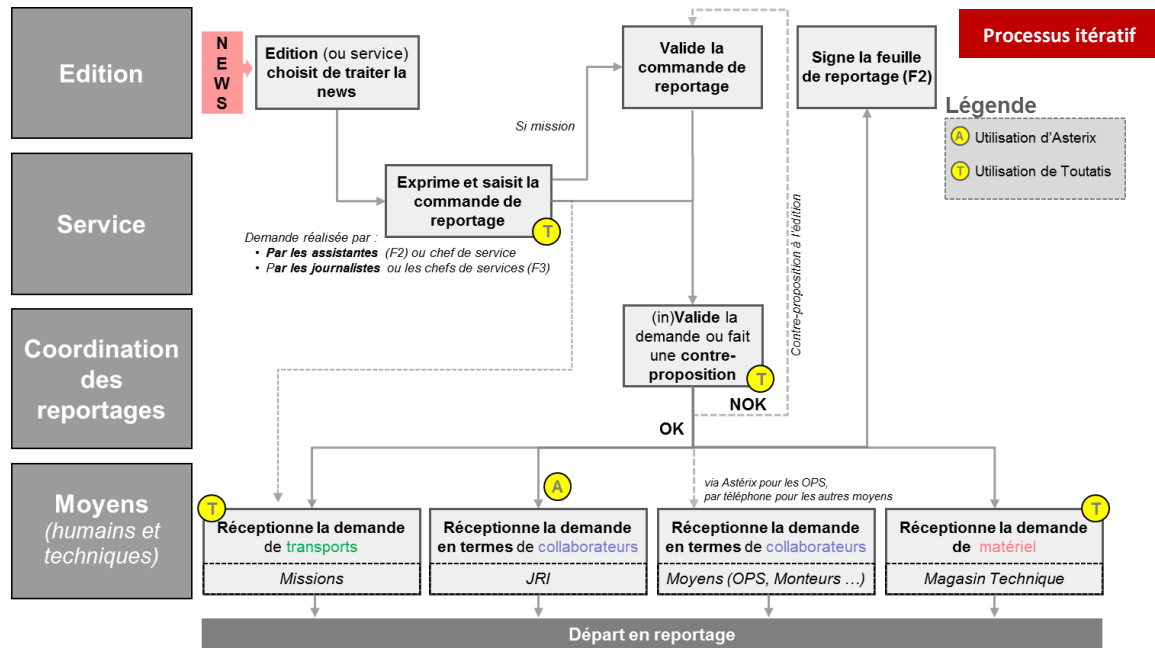 Processus itératif
Edition
N
E
W
S
Edition (ou service)
choisit de traiter la
news
Valide la
commande de
reportage
Signe la feuille
de reportage (F2)
Légende
A Utilisation d'Asterix
T Utilisation de Toutatis
Si mission
Service
Exprime et saisit la
commande de
reportage
T
Demande réalisée par :
• Par les assistantes (F2) ou chef de service
• Par les journalistes ou les chefs de services (F3)
Contre-proposition à l'édition
Coordination
des
reportages
(in)Valide la
demande ou fait
une contre-
proposition
T
NOK
OK
Moyens
(humains et
techniques)
A
via Astérix pour les OPS,
par téléphone pour les autres moyens
T
Réceptionne la demande
de transports
Missions
Réceptionne la demande
en termes de collaborateurs
JRI
Réceptionne la demande
en termes de collaborateurs
Moyens (OPS, Monteurs …)
T
Réceptionne la demande
de matériel
Magasin Technique
Départ en reportage